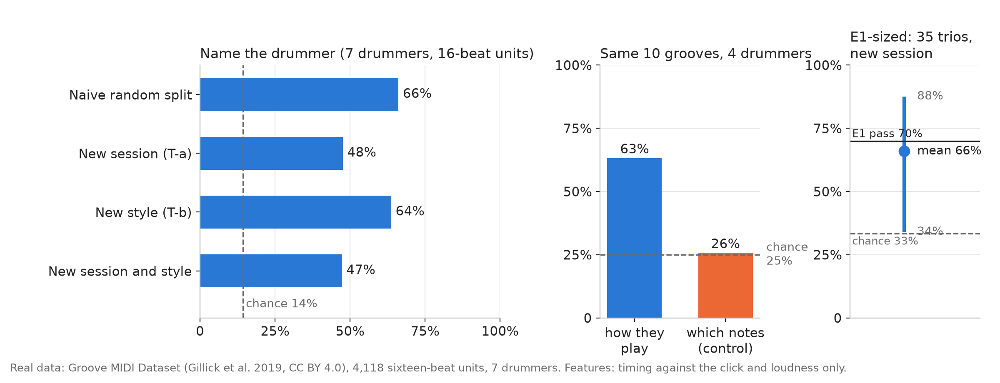 Name the drummer (7 drummers, 16-beat units)
Naive random split
66%
New session (T-a)
48%
New style (T-b)
64%
New session and style
47%
chance 14%
0
25%
50%
75%
100%
Same 10 grooves, 4 drummers
100%
75%
50%
25%
0
63%
26%
chance
25%
how they
play
which notes
(control)
E1-sized: 35 trios,
new session
100%
75%
50%
25%
0
88%
E1 pass 70%
mean 66%
34%
chance 33%
Real data: Groove MIDI Dataset (Gillick et al. 2019, CC BY 4.0), 4,118 sixteen-beat units, 7 drummers. Features: timing against the click and loudness only.